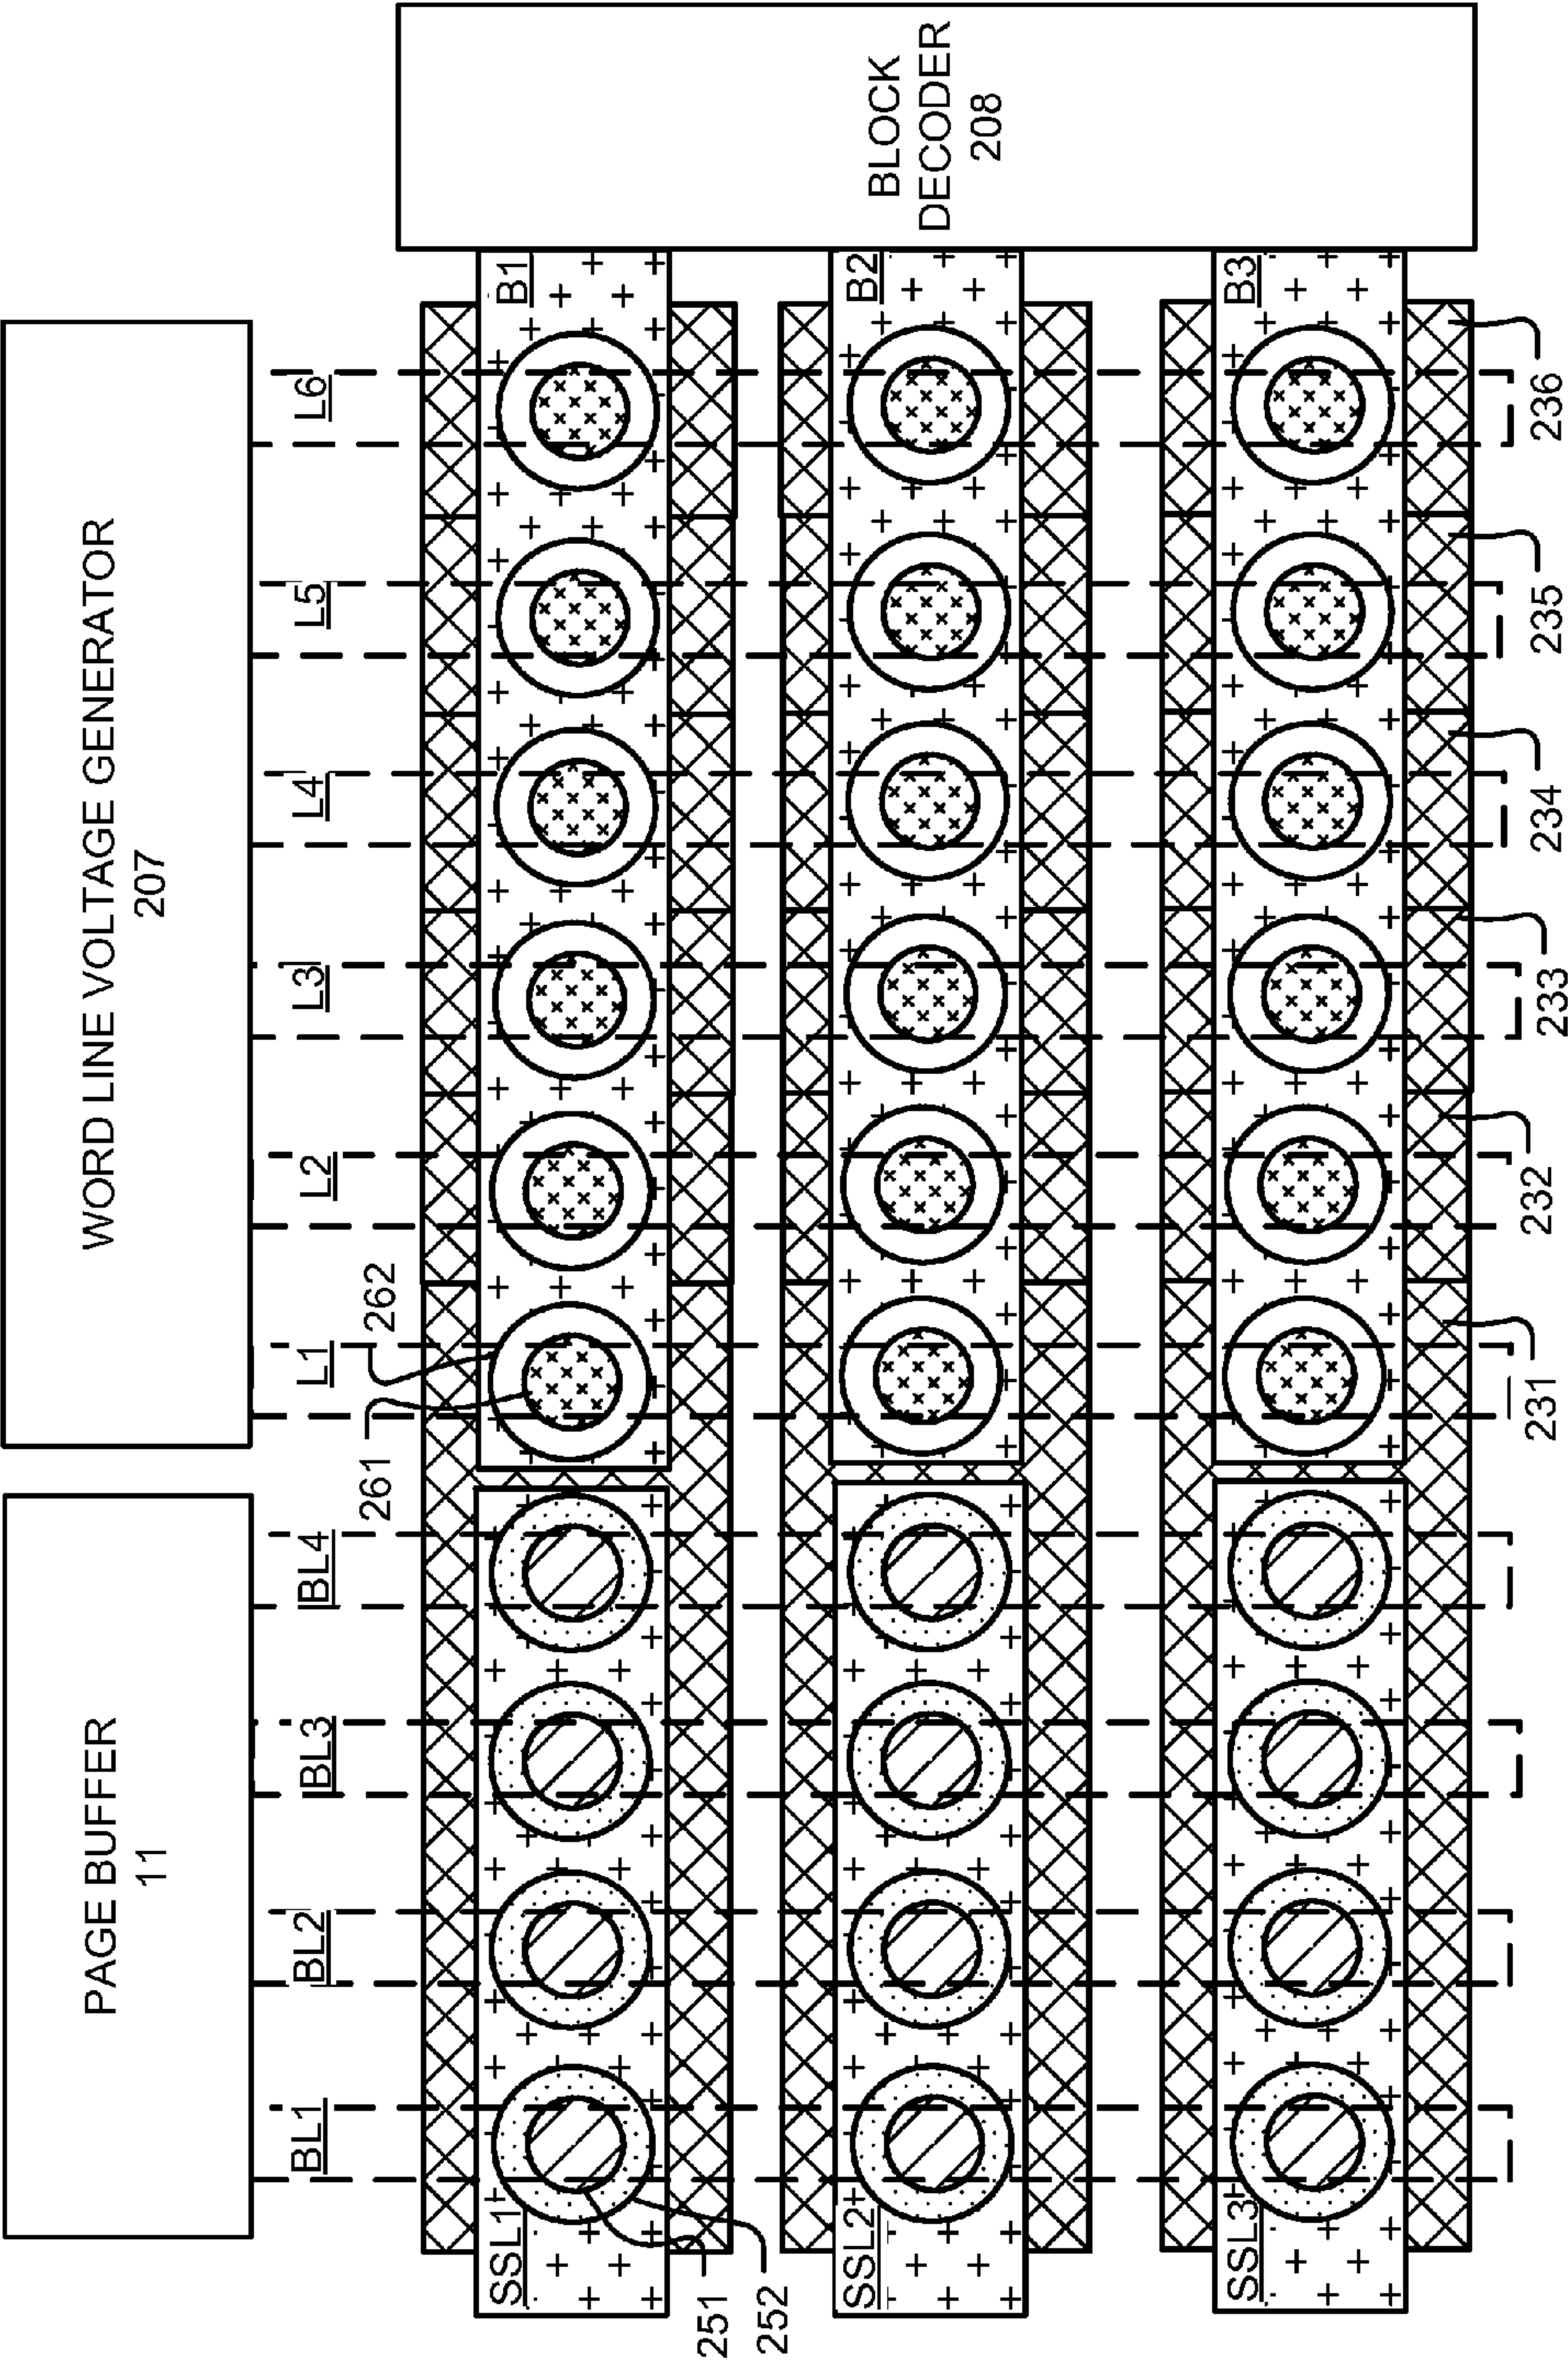 PAGE BUFFER
11
WORD LINE VOLTAGE GENERATOR
207
BL1
BL2
BL3
BL4
L1
L2
L3
L4
L5
L6
261
262
SSL1
B1
251
252
SSL2
B2
BLOCK
DECODER
208
SSL3
B3
231
232
233
234
235
236